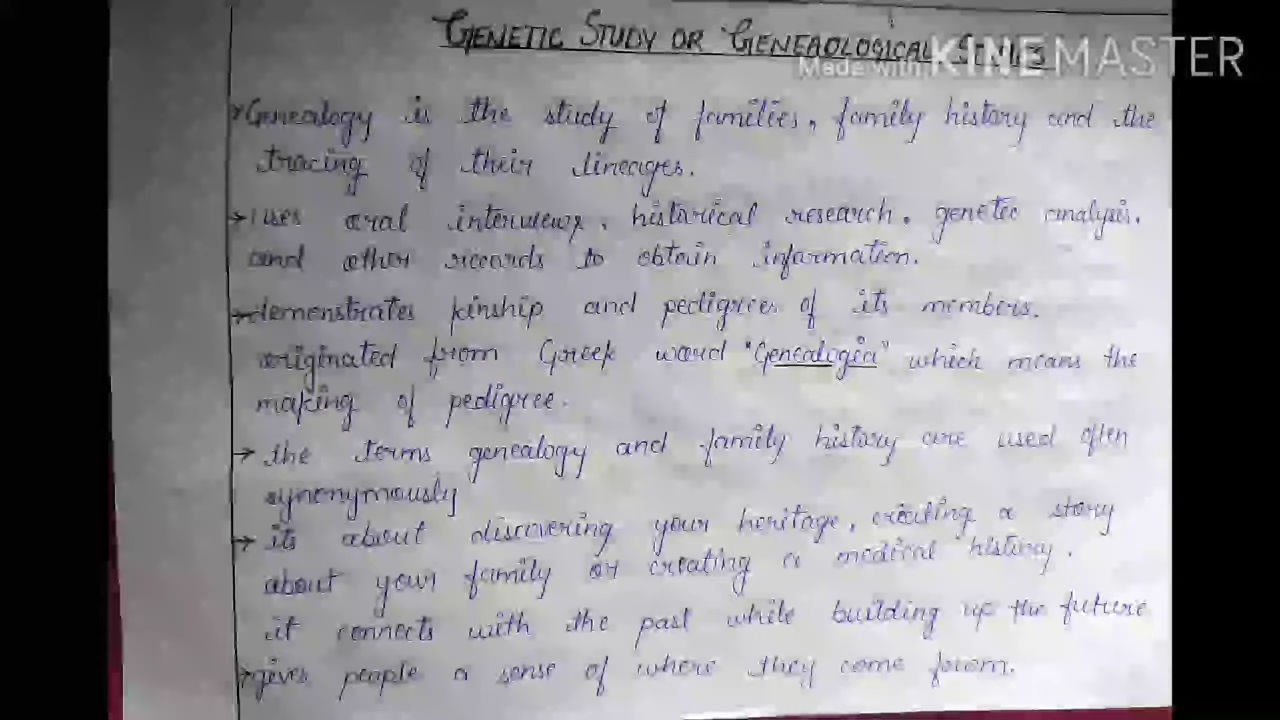 GENETIC STUDY OR GENEAOLOGICAL STUDIES
Made with KINEMASTER
Genealogy is the study of families, family history and the
tracing of their lineages.
→ uses oral interviews, historical research, genetic analysis,
and other records to obtain information.
→ demonstrates kinship and pedigrees of its members.
originated from Greek word "Genealogia" which means the
making of pedigree.
→ the terms genealogy and family history are used often
synonymously
→ its about discovering your heritage, creating a story
about your family or creating a medical history.
it connects with the past while building up the future
→ gives people a sense of where they come from.